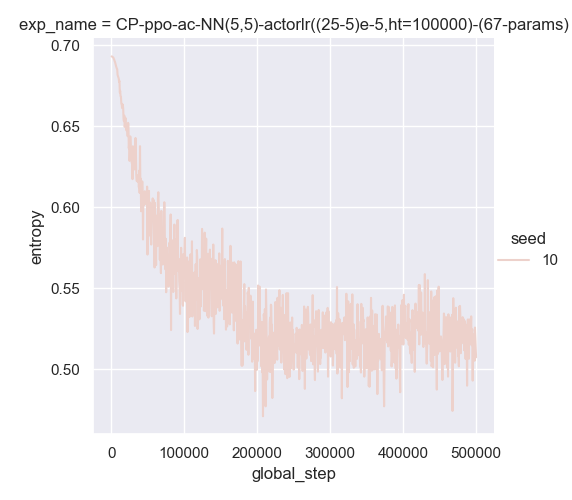 exp_name = CP-ppo-ac-NN(5,5)-actorlr((25-5)e-5,ht=100000)-(67-params)
0.70
0.65
0.60
0.55
0.50
entropy
0 100000 200000 300000 400000 500000
global_step
seed
10